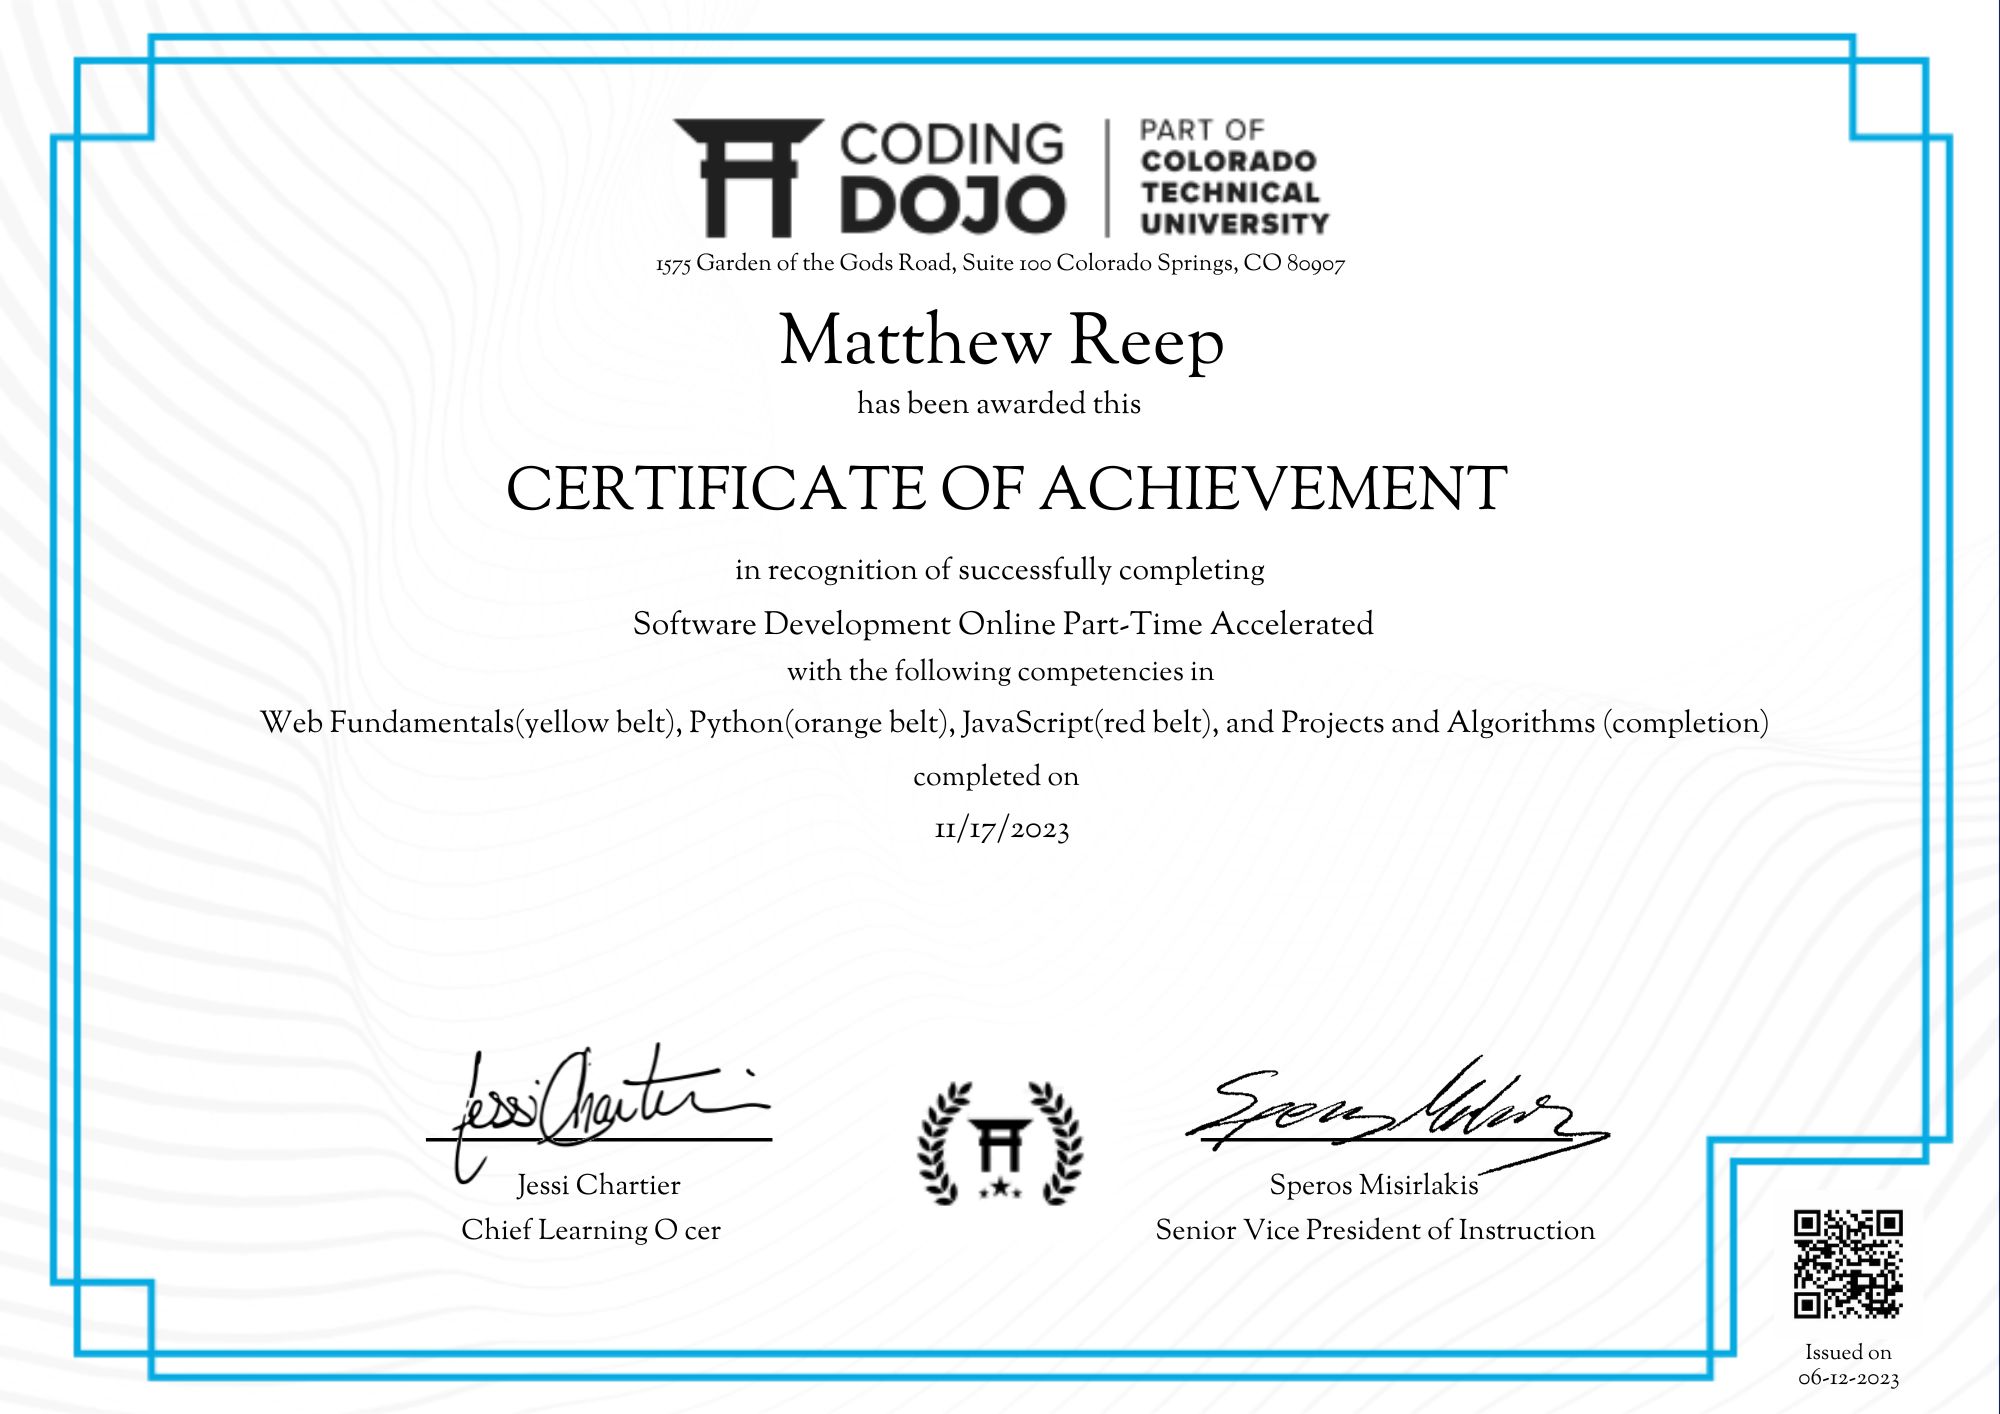 CODING
DOJO
PART OF
COLORADO
TECHNICAL
UNIVERSITY
1575 Garden of the Gods Road, Suite 100 Colorado Springs, CO 80907
Matthew Reep
has been awarded this
CERTIFICATE OF ACHIEVEMENT
in recognition of successfully completing
Software Development Online Part-Time Accelerated
with the following competencies in
Web Fundamentals(yellow belt), Python(orange belt), JavaScript(red belt), and Projects and Algorithms (completion)
completed on
11/17/2023
Jessi Chartier
Jessi Chartier
Chief Learning O cer
Speros Misirlakis
Senior Vice President of Instruction
Issued on
06-12-2023